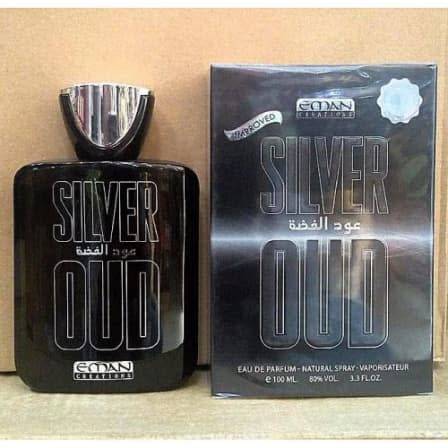 SILVER
عود الفضة
OUD
EMAN
CREATIONS
EMAN
CREATIONS
IMPROVED
SILVER
عود الفضة
OUD
EAU DE PARFUM - NATURAL SPRAY - VAPORISATEUR
e 100 ML. 80% VOL. 3.3 FL.OZ.